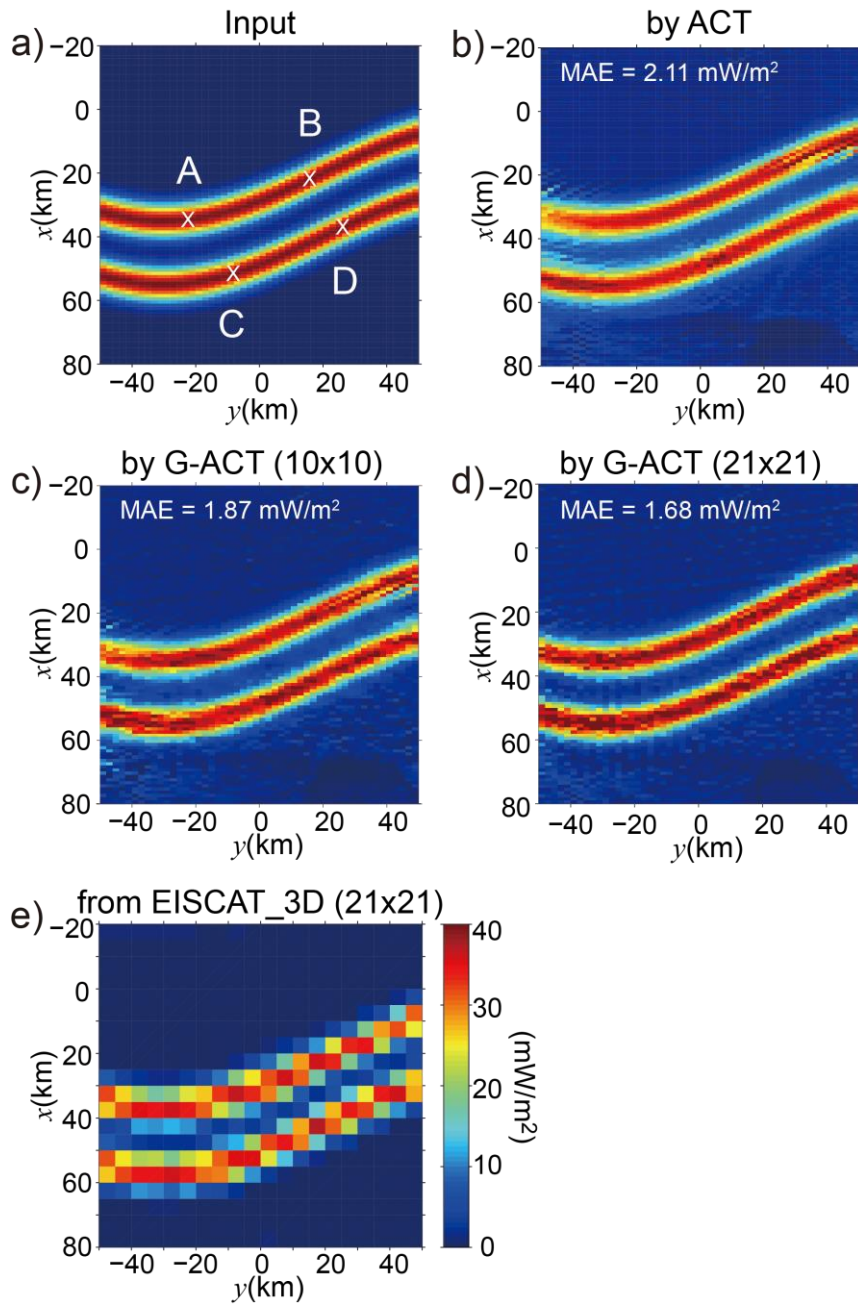 a) Input
−20
0
20
40
60
80
x(km)
A
B
C
D
−40 −20 0 20 40
y(km)
b) by ACT
MAE = 2.11 mW/m²
−20
0
20
40
60
80
x(km)
−40 −20 0 20 40
y(km)
c) by G-ACT (10x10)
MAE = 1.87 mW/m²
−20
0
20
40
60
80
x(km)
−40 −20 0 20 40
y(km)
d) by G-ACT (21x21)
MAE = 1.68 mW/m²
−20
0
20
40
60
80
x(km)
−40 −20 0 20 40
y(km)
e) from EISCAT_3D (21x21)
−20
0
20
40
60
80
x(km)
−40 −20 0 20 40
y(km)
40
30
20
10
0
(mW/m²)